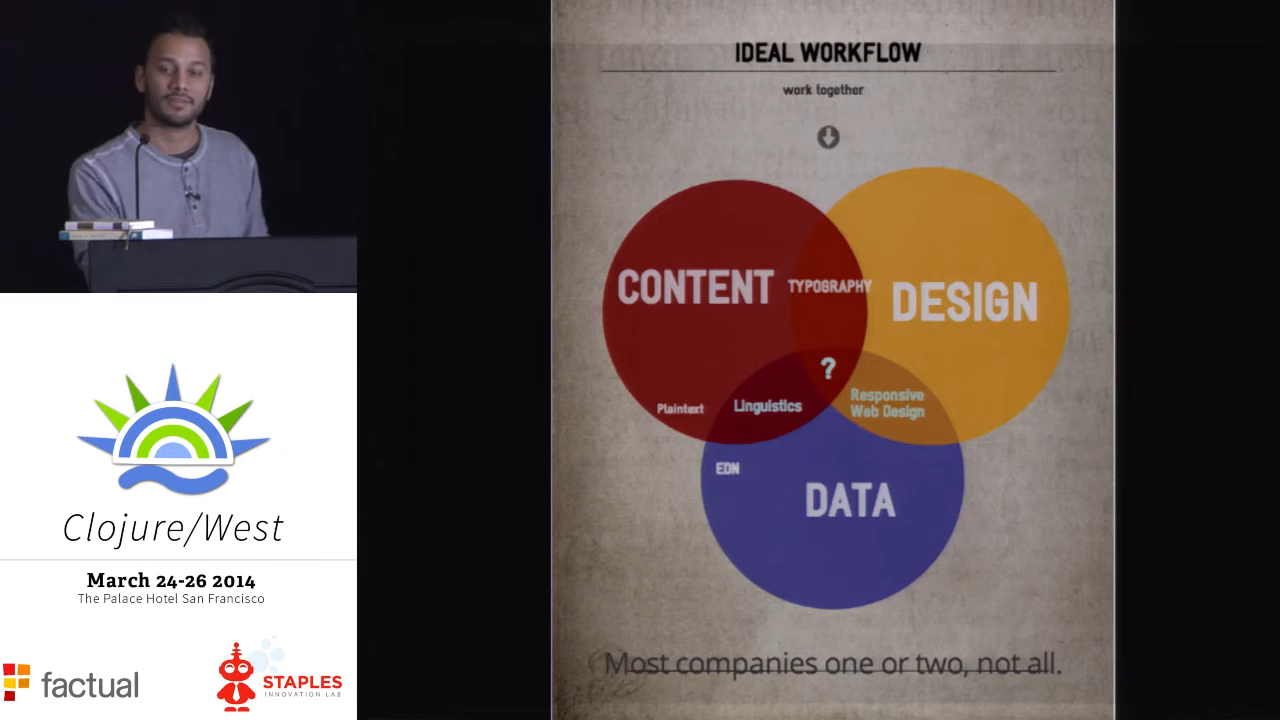 IDEAL WORKFLOW
work together
CONTENT
TYPOGRAPHY
DESIGN
?
Responsive
Web Design
Plaintext
Linguistics
EDN
DATA
Most companies one or two, not all.
Clojure/West
March 24-26 2014
The Palace Hotel San Francisco
factual
STAPLES
INNOVATION LAB